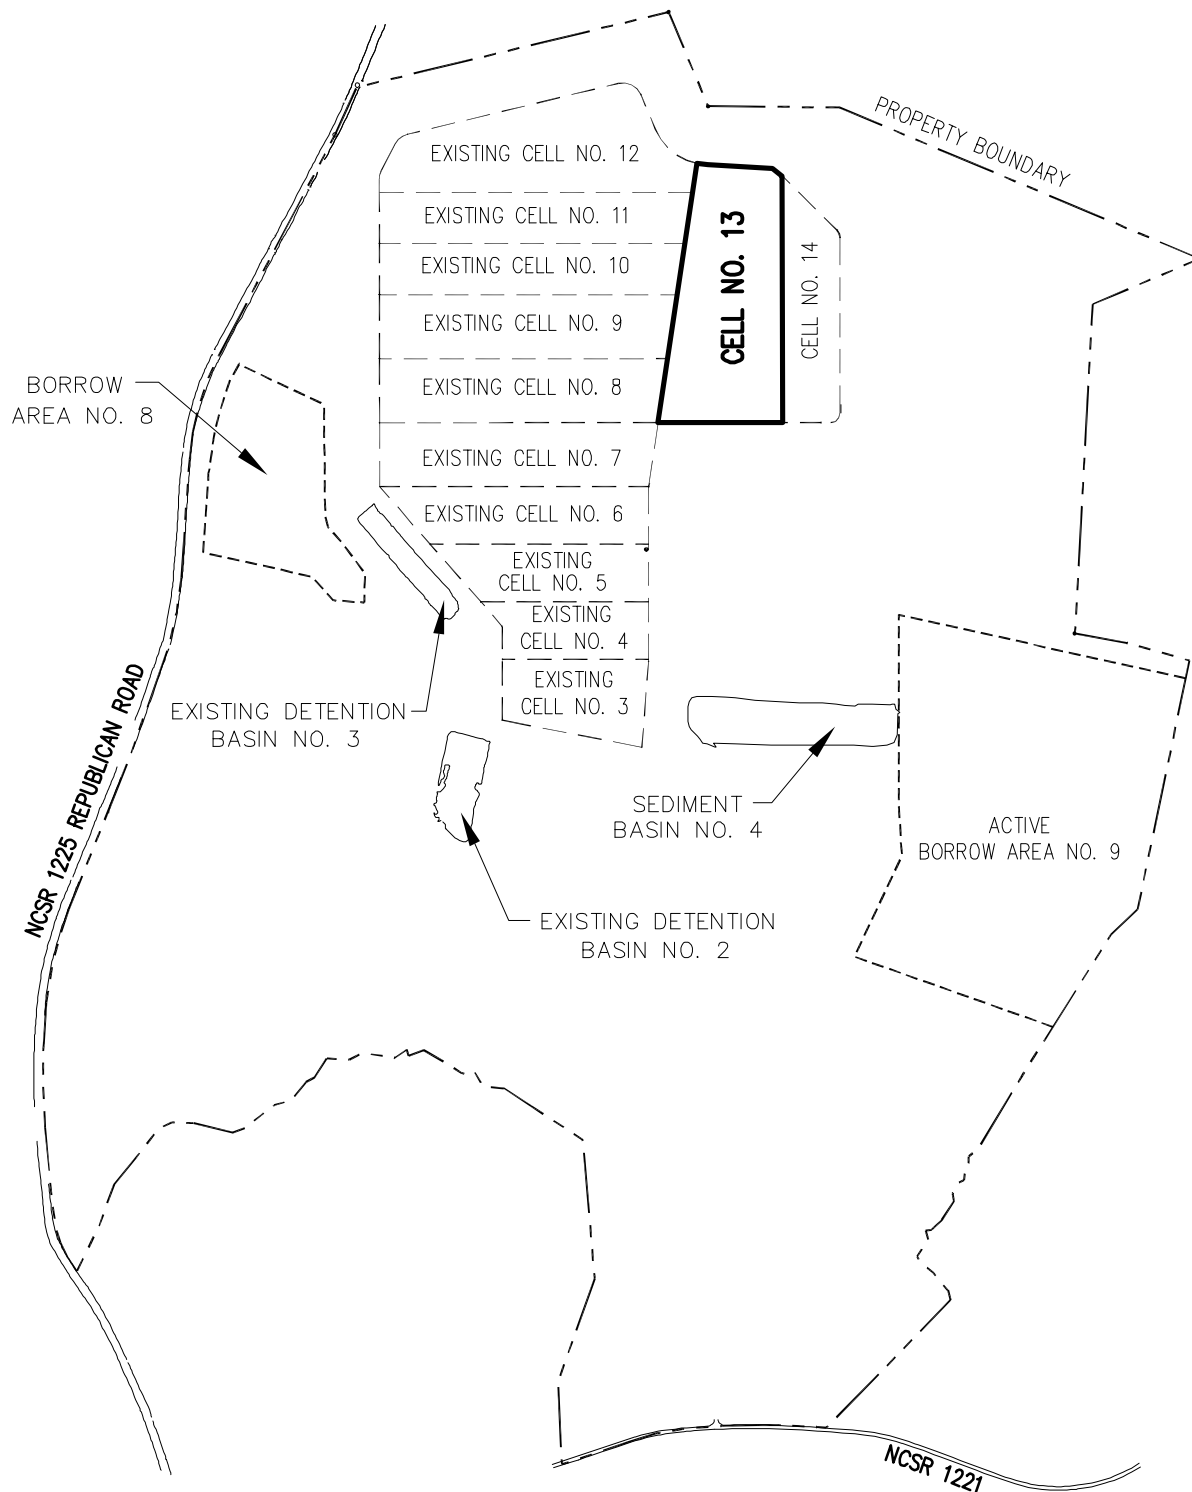 PROPERTY BOUNDARY
EXISTING CELL NO. 12
EXISTING CELL NO. 11
EXISTING CELL NO. 10
EXISTING CELL NO. 9
EXISTING CELL NO. 8
CELL NO. 13
CELL NO. 14
BORROW
AREA NO. 8
EXISTING CELL NO. 7
EXISTING CELL NO. 6
EXISTING
CELL NO. 5
EXISTING
CELL NO. 4
EXISTING
CELL NO. 3
EXISTING DETENTION
BASIN NO. 3
NCSR 1225 REPUBLICAN ROAD
SEDIMENT
BASIN NO. 4
ACTIVE
BORROW AREA NO. 9
EXISTING DETENTION
BASIN NO. 2
NCSR 1221